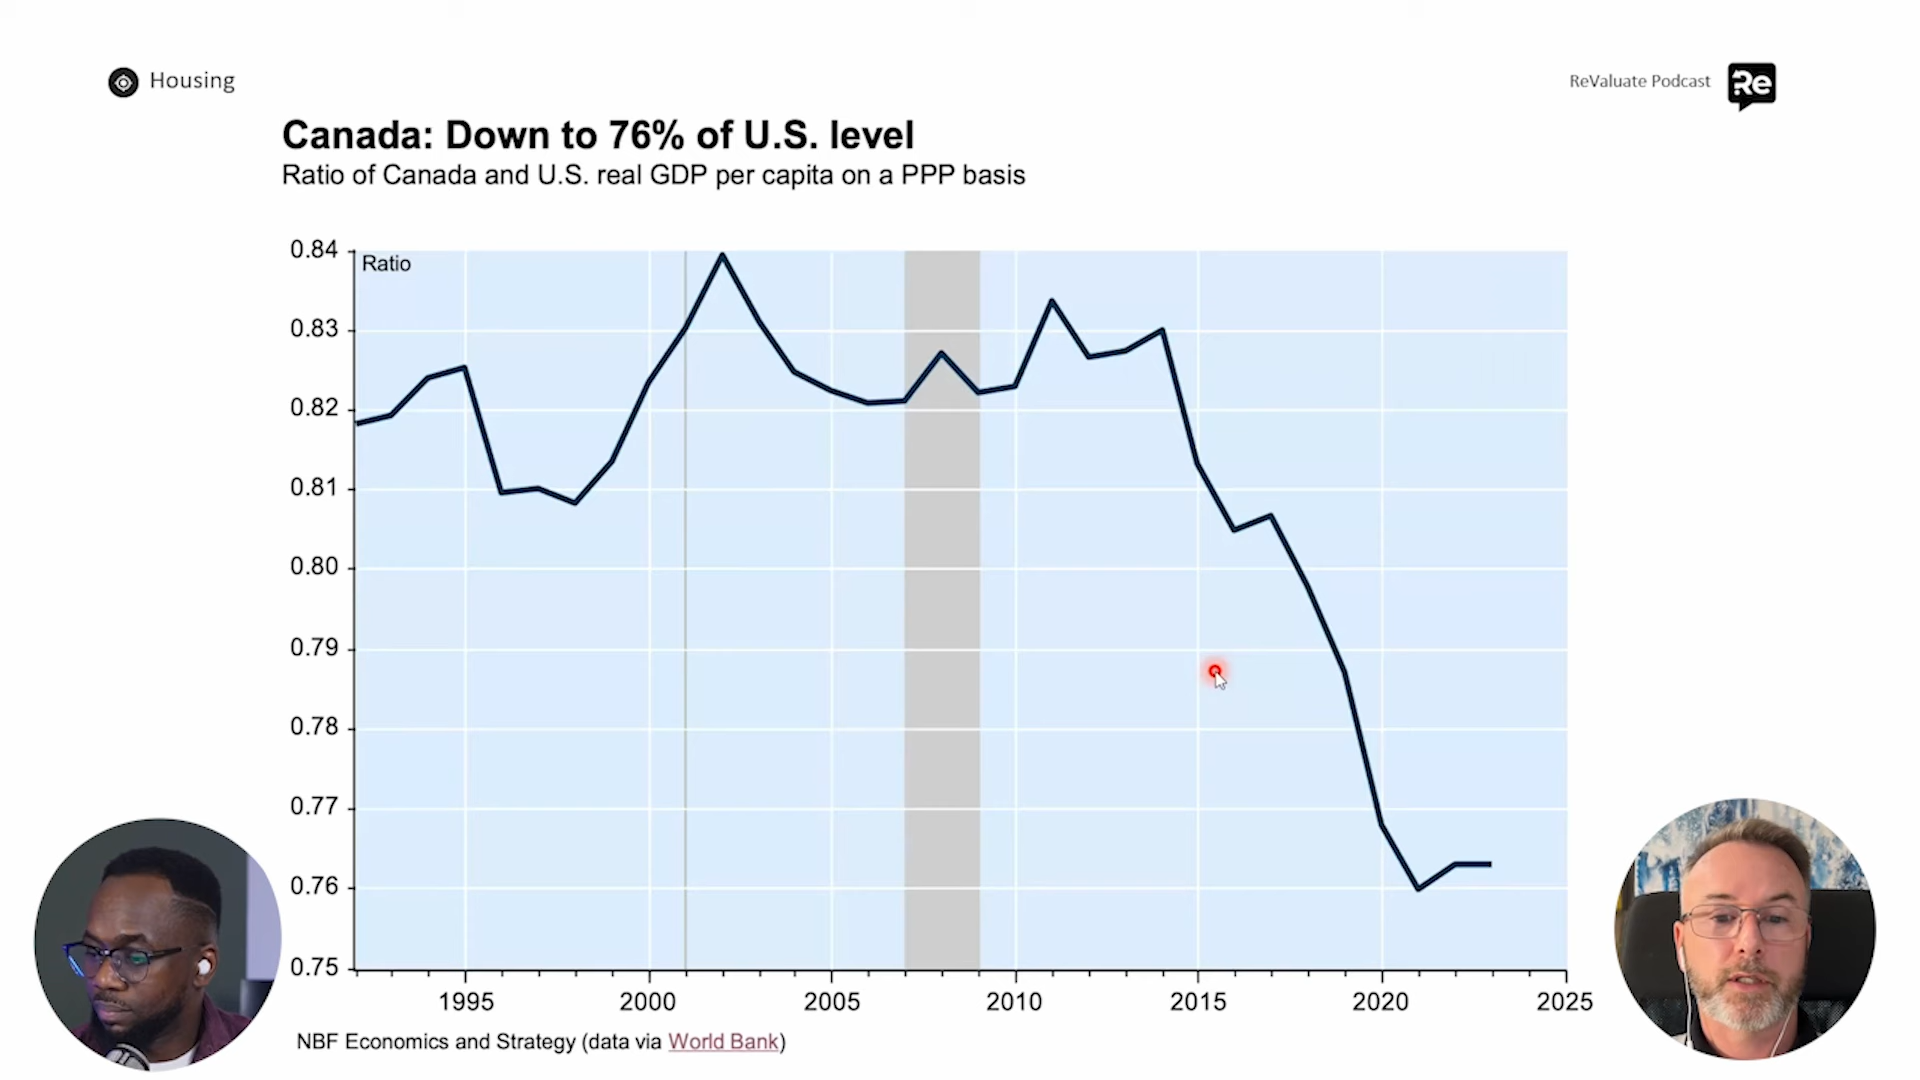 Housing
ReValuate Podcast
Re
Canada: Down to 76% of U.S. level
Ratio of Canada and U.S. real GDP per capita on a PPP basis
Ratio
0.84
0.83
0.82
0.81
0.80
0.79
0.78
0.77
0.76
0.75
1995 2000 2005 2010 2015 2020 2025
NBF Economics and Strategy (data via World Bank)